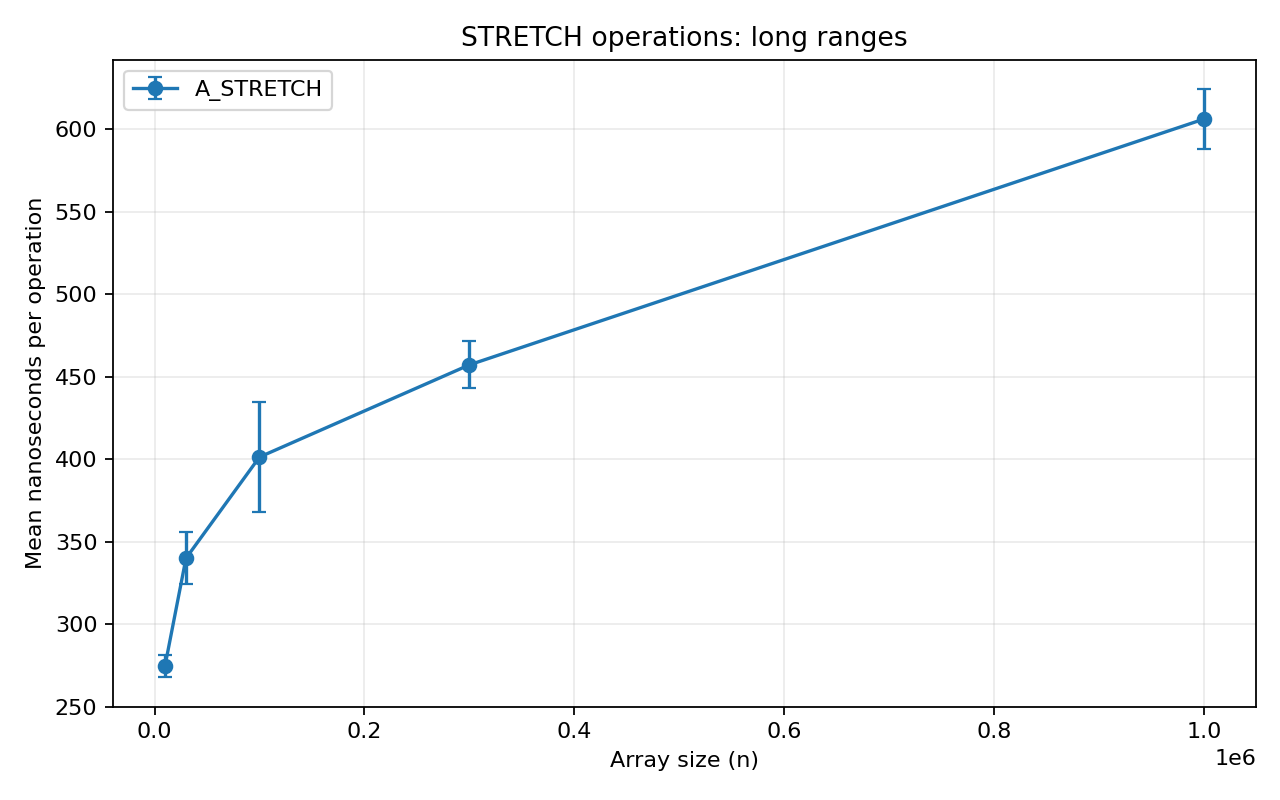 STRETCH operations: long ranges
A_STRETCH
Mean nanoseconds per operation
600
550
500
450
400
350
300
250
0.0 0.2 0.4 0.6 0.8 1.0
1e6
Array size (n)